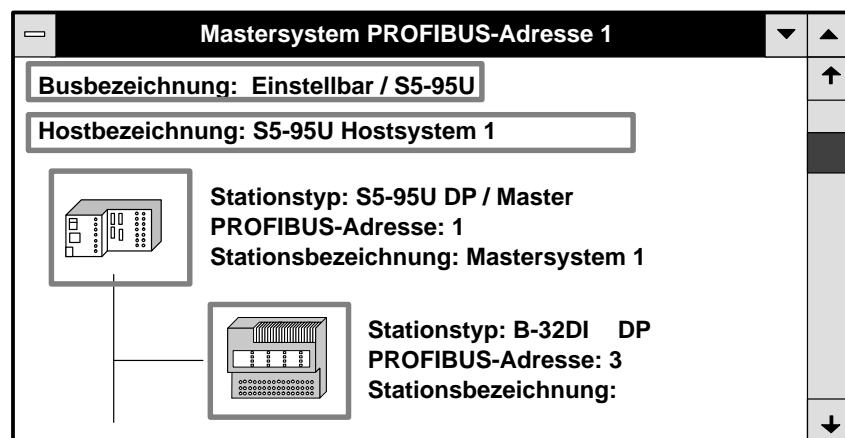 Mastersystem PROFIBUS-Adresse 1
Busbezeichnung: Einstellbar / S5-95U
Hostbezeichnung: S5-95U Hostsystem 1
Stationstyp: S5-95U DP / Master
PROFIBUS-Adresse: 1
Stationsbezeichnung: Mastersystem 1
Stationstyp: B-32DI DP
PROFIBUS-Adresse: 3
Stationsbezeichnung: